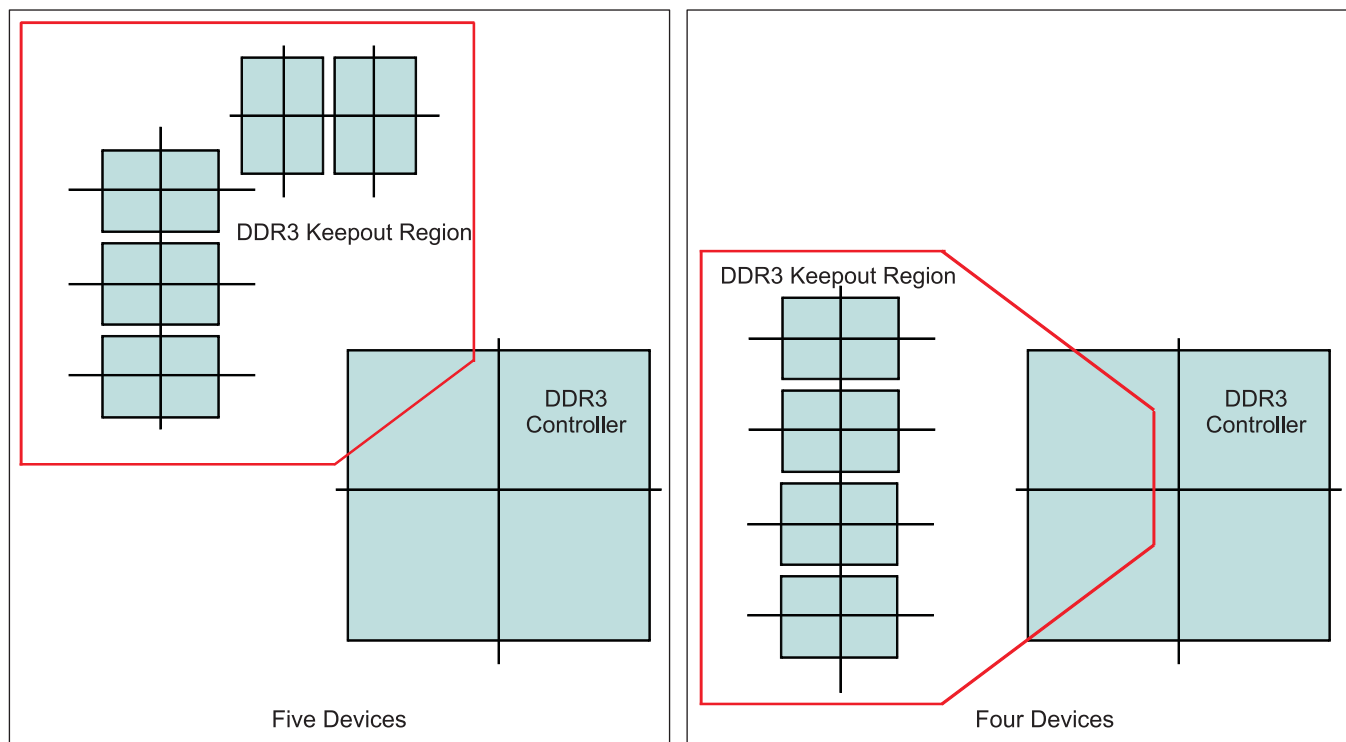 DDR3 Keepout Region
DDR3
Controller
Five Devices
DDR3 Keepout Region
DDR3
Controller
Four Devices